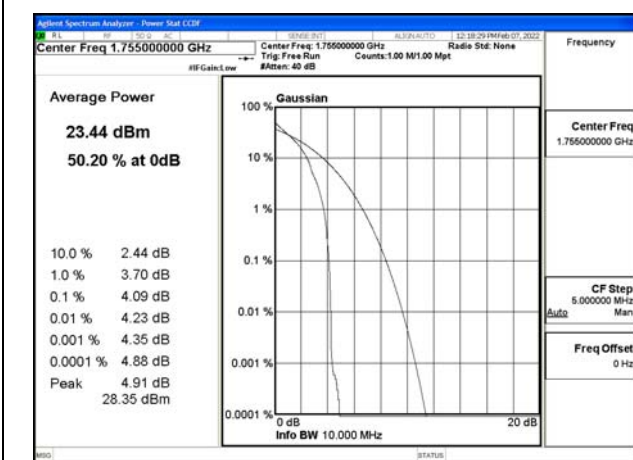 Agilent Spectrum Analyzer - Power Stat CCDF
RL RF 50 Ω AC SENSE:INT ALIGNAUTO 12:18:29 PM Feb 07, 2022
Center Freq 1.755000000 GHz
Center Freq: 1.755000000 GHz Radio Std: None
Trig: Free Run Counts:1.00 M/1.00 Mpt
#IFGain:Low #Atten: 40 dB
Frequency
Average Power
23.44 dBm
50.20 % at 0dB
10.0 % 2.44 dB
1.0 % 3.70 dB
0.1 % 4.09 dB
0.01 % 4.23 dB
0.001 % 4.35 dB
0.0001 % 4.88 dB
Peak 4.91 dB
28.35 dBm
Gaussian
100 %
10 %
1 %
0.1 %
0.01 %
0.001 %
0.0001 %
0 dB 20 dB
Info BW 10.000 MHz
Center Freq
1.755000000 GHz
CF Step
5.000000 MHz
Auto Man
Freq Offset
0 Hz
MSG STATUS